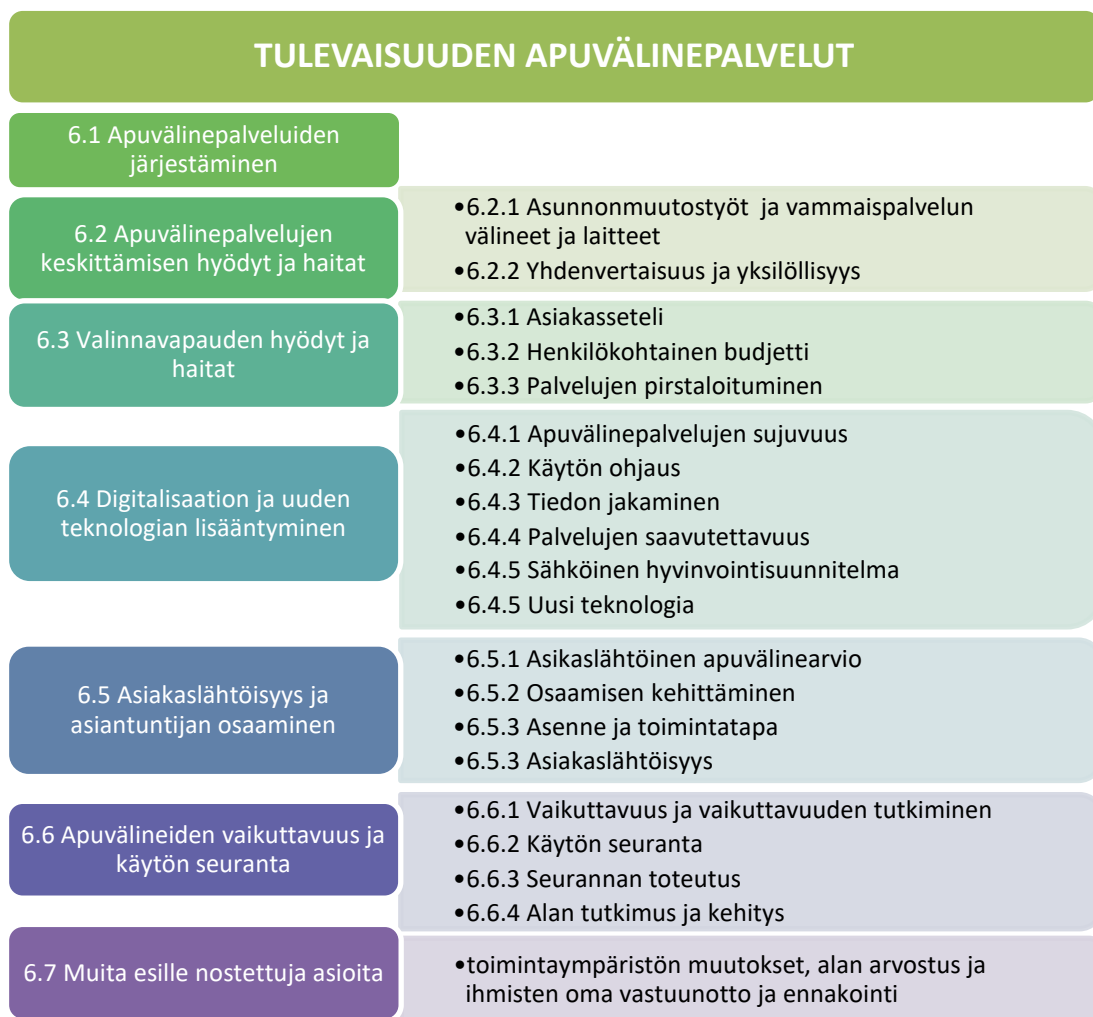 TULEVAISUUDEN APUVÄLINEPALVELUT
6.1 Apuvälinepalveluiden
järjestäminen
6.2 Apuvälinepalvelujen
keskittämisen hyödyt ja haitat
•6.2.1 Asunnonmuutostyöt ja vammaispalvelun
välineet ja laitteet
•6.2.2 Yhdenvertaisuus ja yksilöllisyys
6.3 Valinnavapauden hyödyt ja
haitat
•6.3.1 Asiakasseteli
•6.3.2 Henkilökohtainen budjetti
•6.3.3 Palvelujen pirstaloituminen
6.4 Digitalisaation ja uuden
teknologian lisääntyminen
•6.4.1 Apuvälinepalvelujen sujuvuus
•6.4.2 Käytön ohjaus
•6.4.3 Tiedon jakaminen
•6.4.4 Palvelujen saavutettavuus
•6.4.5 Sähköinen hyvinvointisuunnitelma
•6.4.5 Uusi teknologia
6.5 Asiakaslähtöisyys ja
asiantuntijan osaaminen
•6.5.1 Asikaslähtöinen apuvälinearvio
•6.5.2 Osaamisen kehittäminen
•6.5.3 Asenne ja toimintatapa
•6.5.3 Asiakaslähtöisyys
6.6 Apuvälineiden vaikuttavuus ja
käytön seuranta
•6.6.1 Vaikuttavuus ja vaikuttavuuden tutkiminen
•6.6.2 Käytön seuranta
•6.6.3 Seurannan toteutus
•6.6.4 Alan tutkimus ja kehitys
6.7 Muita esille nostettuja asioita
•toimintaympäristön muutokset, alan arvostus ja
ihmisten oma vastuunotto ja ennakointi